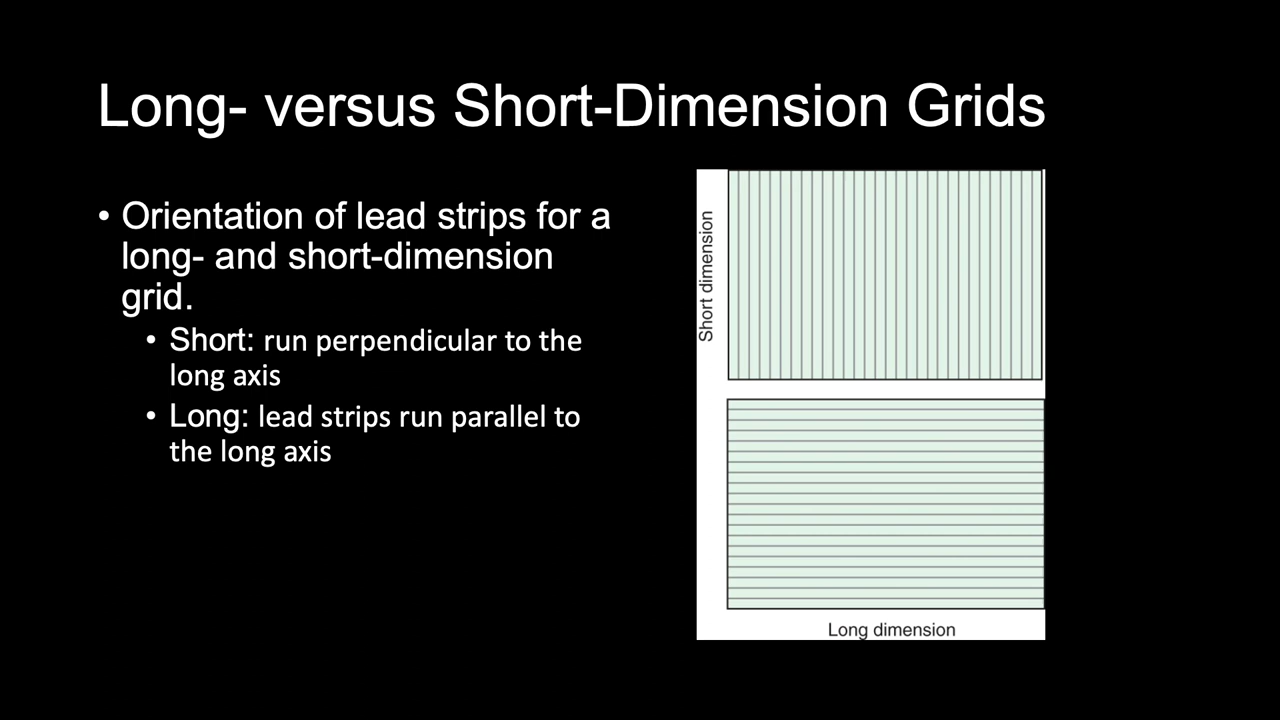 Long- versus Short-Dimension Grids
• Orientation of lead strips for a
long- and short-dimension
grid.
• Short: run perpendicular to the
long axis
• Long: lead strips run parallel to
the long axis
Short dimension
Long dimension